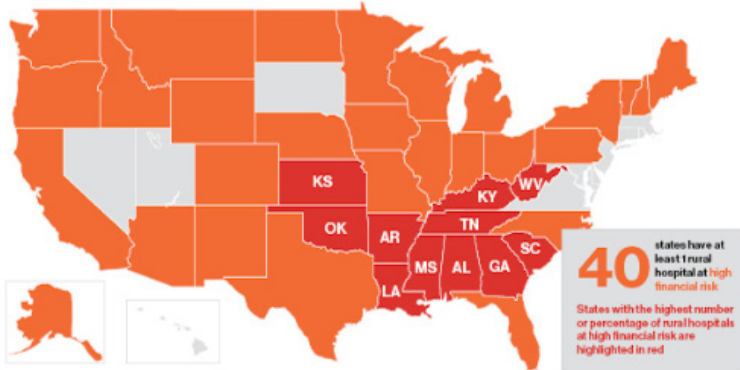 KS
KY
WV
OK
AR
TN
MS
AL
GA
SC
LA
40
states have at
least 1 rural
hospital at high
financial risk
States with the highest number
or percentage of rural hospitals
at high financial risk are
highlighted in red